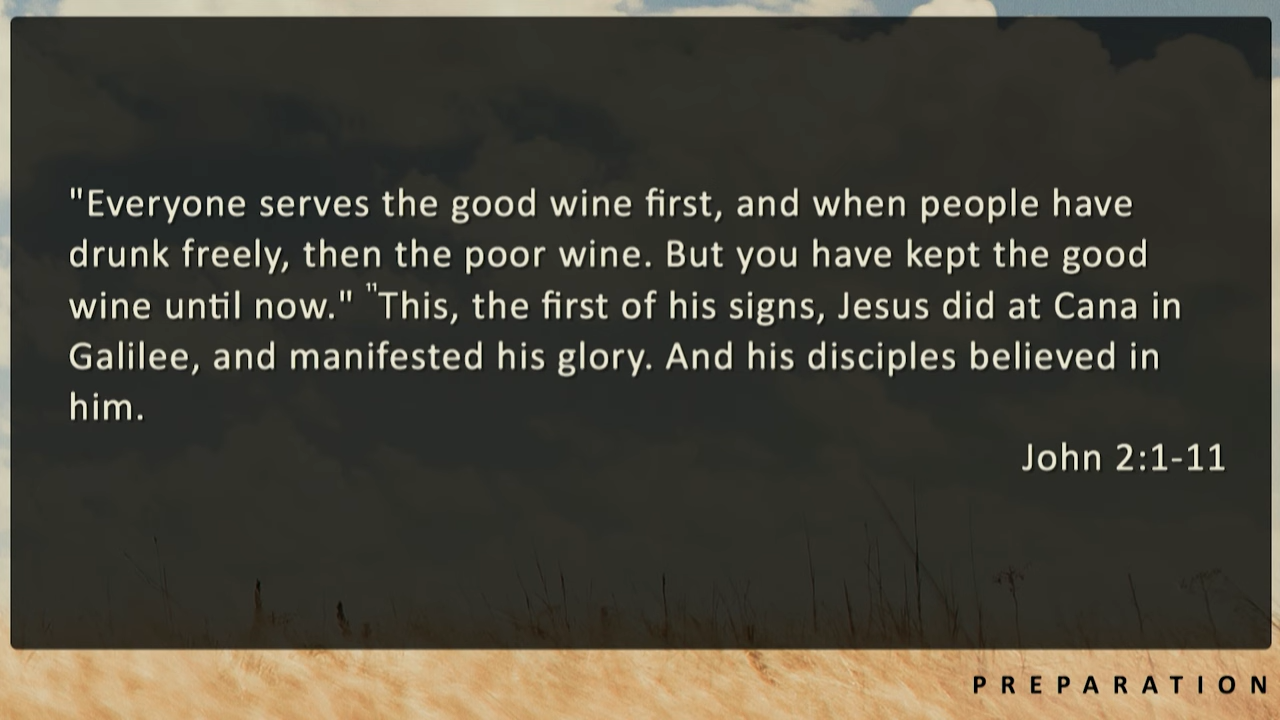 "Everyone serves the good wine first, and when people have
drunk freely, then the poor wine. But you have kept the good
wine until now." ¹¹This, the first of his signs, Jesus did at Cana in
Galilee, and manifested his glory. And his disciples believed in
him.
John 2:1-11
PREPARATION